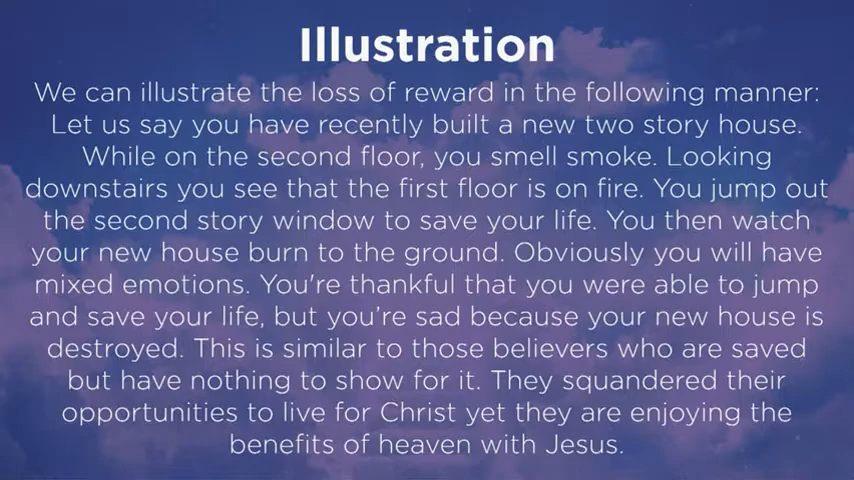 Illustration
We can illustrate the loss of reward in the following manner:
Let us say you have recently built a new two story house.
While on the second floor, you smell smoke. Looking
downstairs you see that the first floor is on fire. You jump out
the second story window to save your life. You then watch
your new house burn to the ground. Obviously you will have
mixed emotions. You're thankful that you were able to jump
and save your life, but you’re sad because your new house is
destroyed. This is similar to those believers who are saved
but have nothing to show for it. They squandered their
opportunities to live for Christ yet they are enjoying the
benefits of heaven with Jesus.